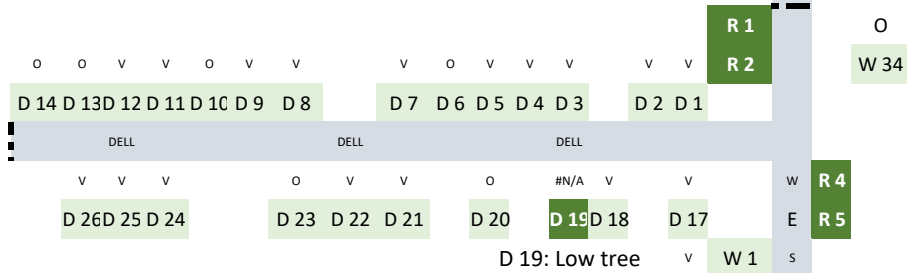 R 1 O
O O V V O V V V O V V V V V R 2 W 34
D 14 D 13 D 12 D 11 D 10 D 9 D 8 D 7 D 6 D 5 D 4 D 3 D 2 D 1
DELL DELL DELL
V V V O V V O #N/A V V W R 4
D 26 D 25 D 24 D 23 D 22 D 21 D 20 D 19 D 18 D 17 E R 5
D 19: Low tree V W 1 S